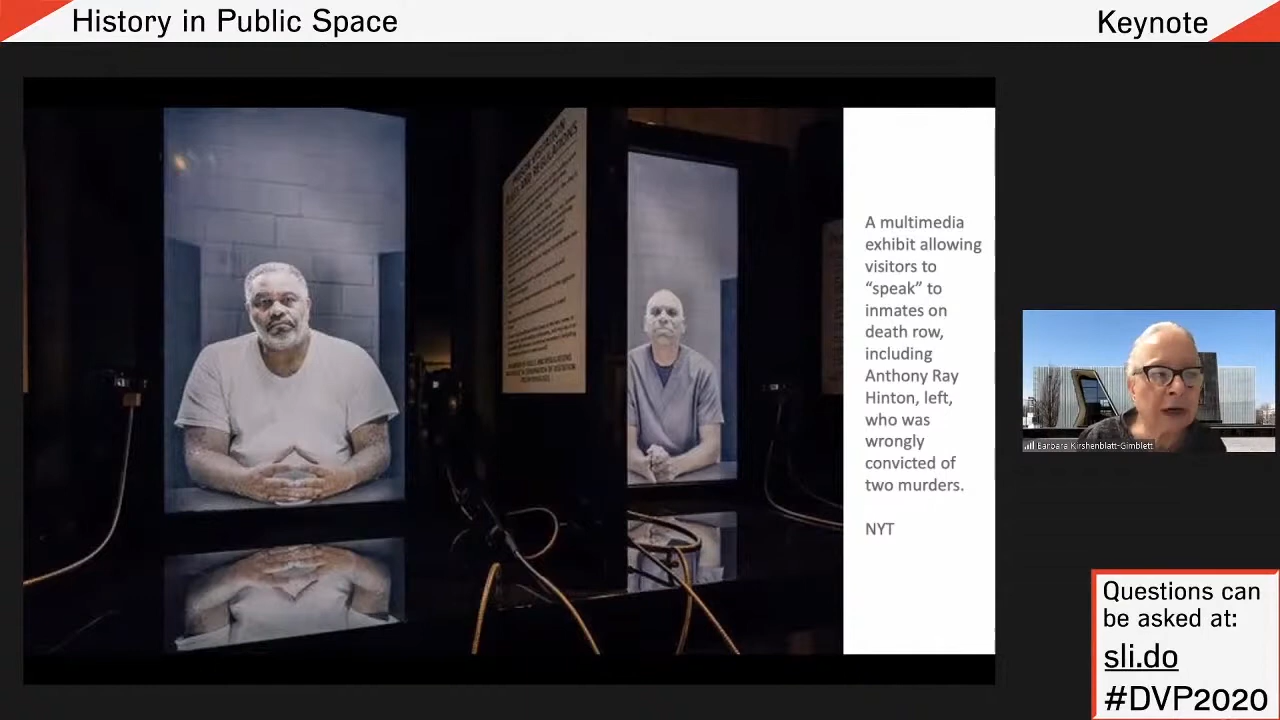 History in Public Space
Keynote
A multimedia
exhibit allowing
visitors to
“speak” to
inmates on
death row,
including
Anthony Ray
Hinton, left,
who was
wrongly
convicted of
two murders.
NYT
Barbara Kirshenblatt-Gimblett
Questions can
be asked at:
sli.do
#DVP2020